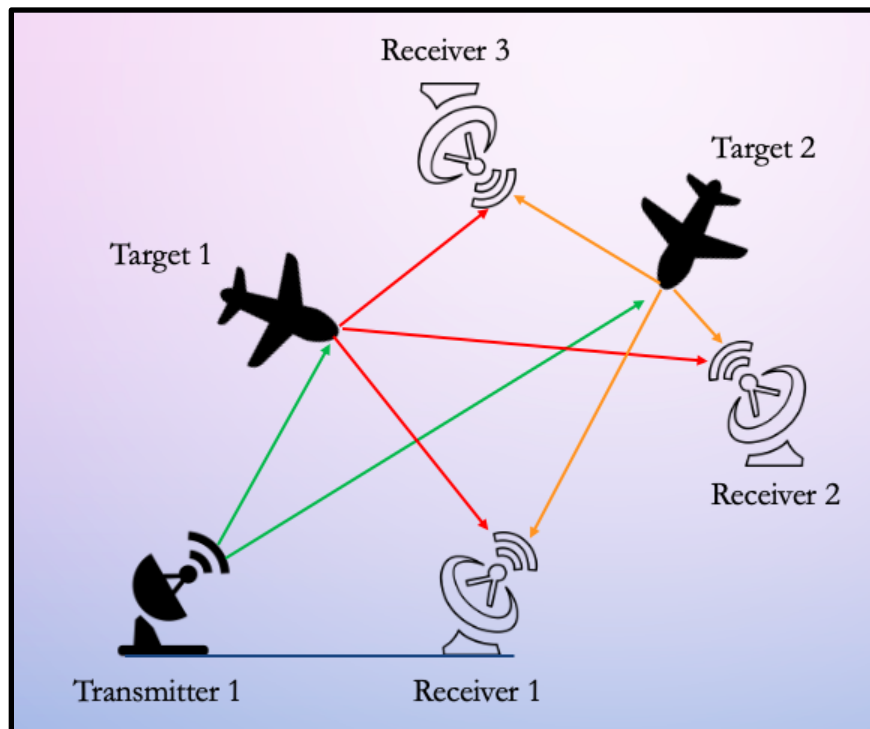 Receiver 3
Target 2
Target 1
Receiver 2
Transmitter 1
Receiver 1